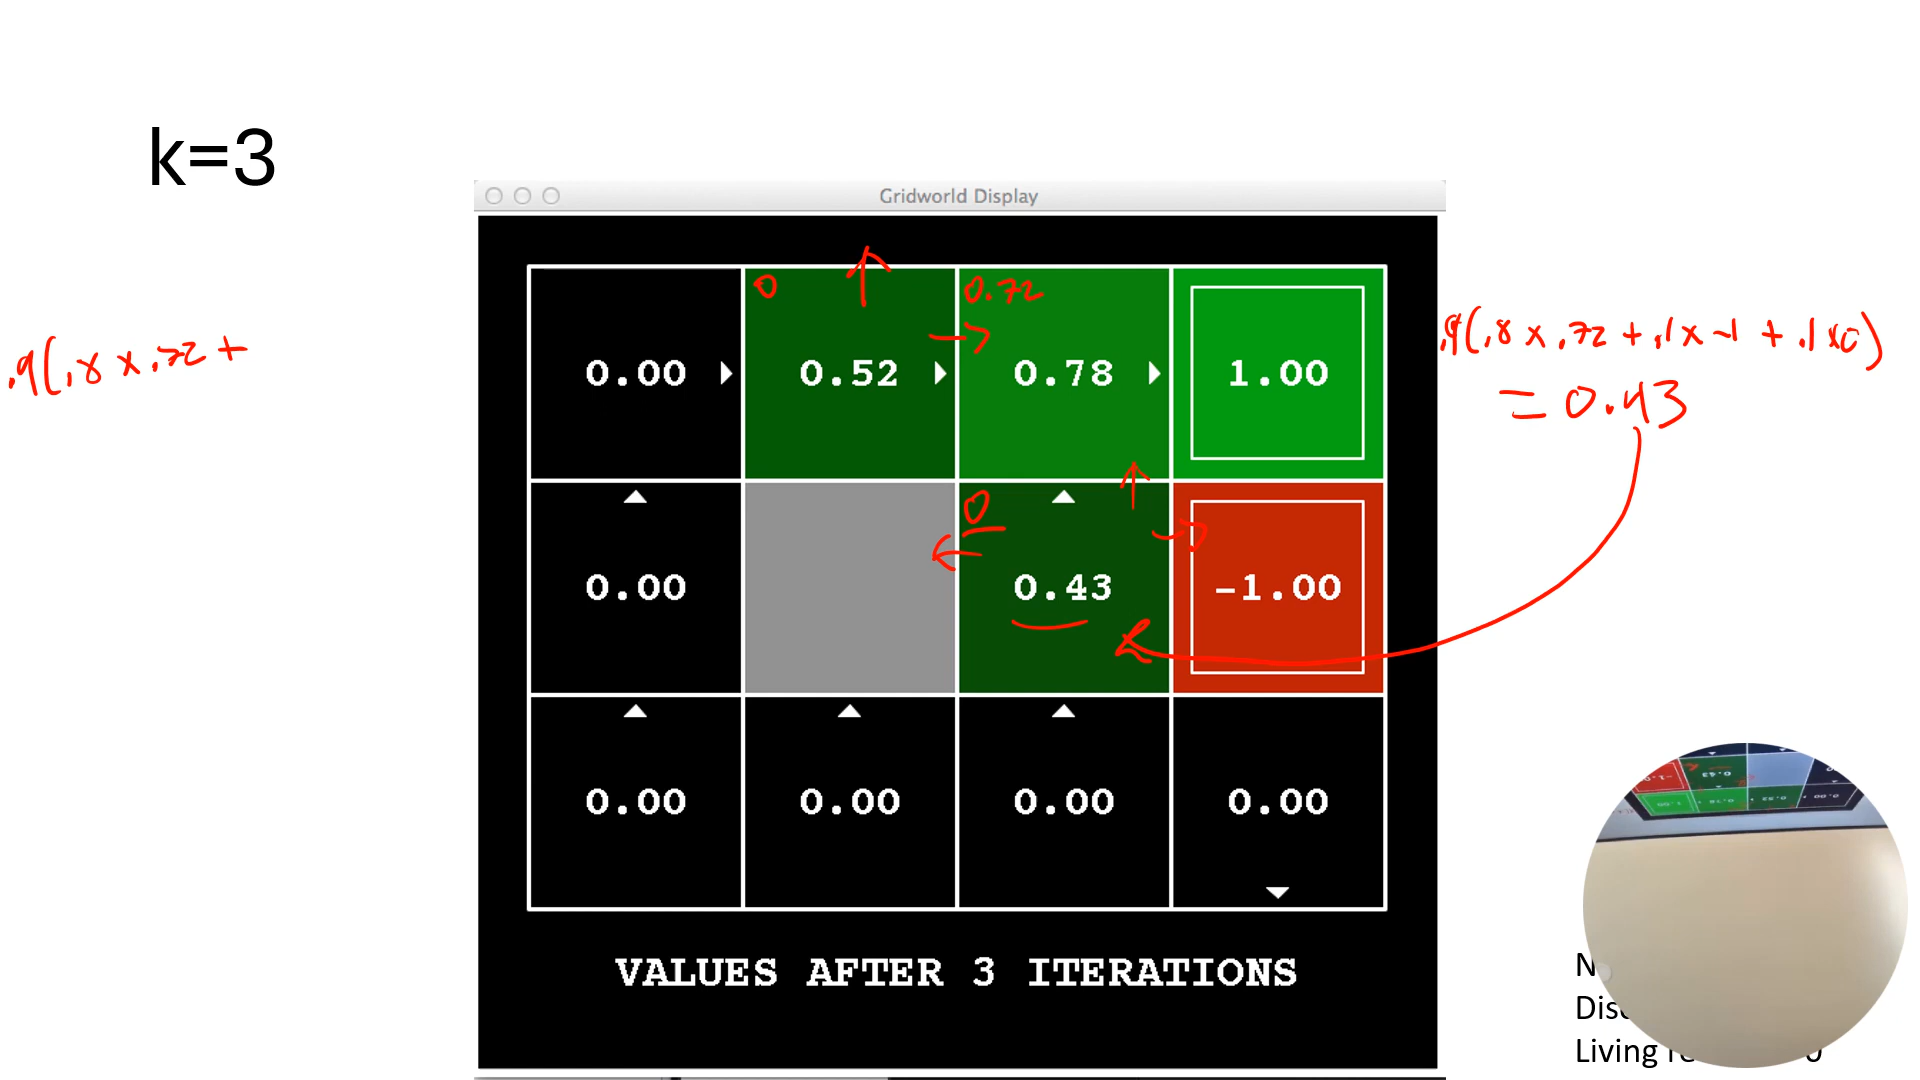 k=3
Gridworld Display
0
0.72
.9(.8 x .72 +
.9(.8 x .72 + .1 x -1 + .1 x 0)
= 0.43
0.00 0.52 0.78 1.00
0
0.00 0.43 -1.00
0.00 0.00 0.00 0.00
VALUES AFTER 3 ITERATIONS
Living